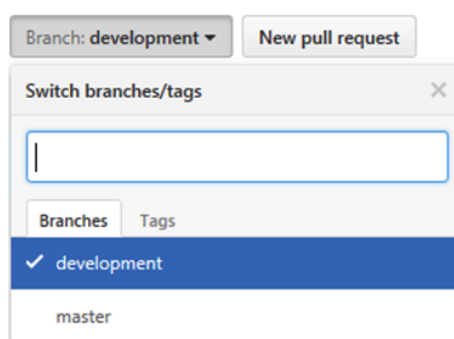 Branch: development New pull request
Switch branches/tags
Branches Tags
development
master